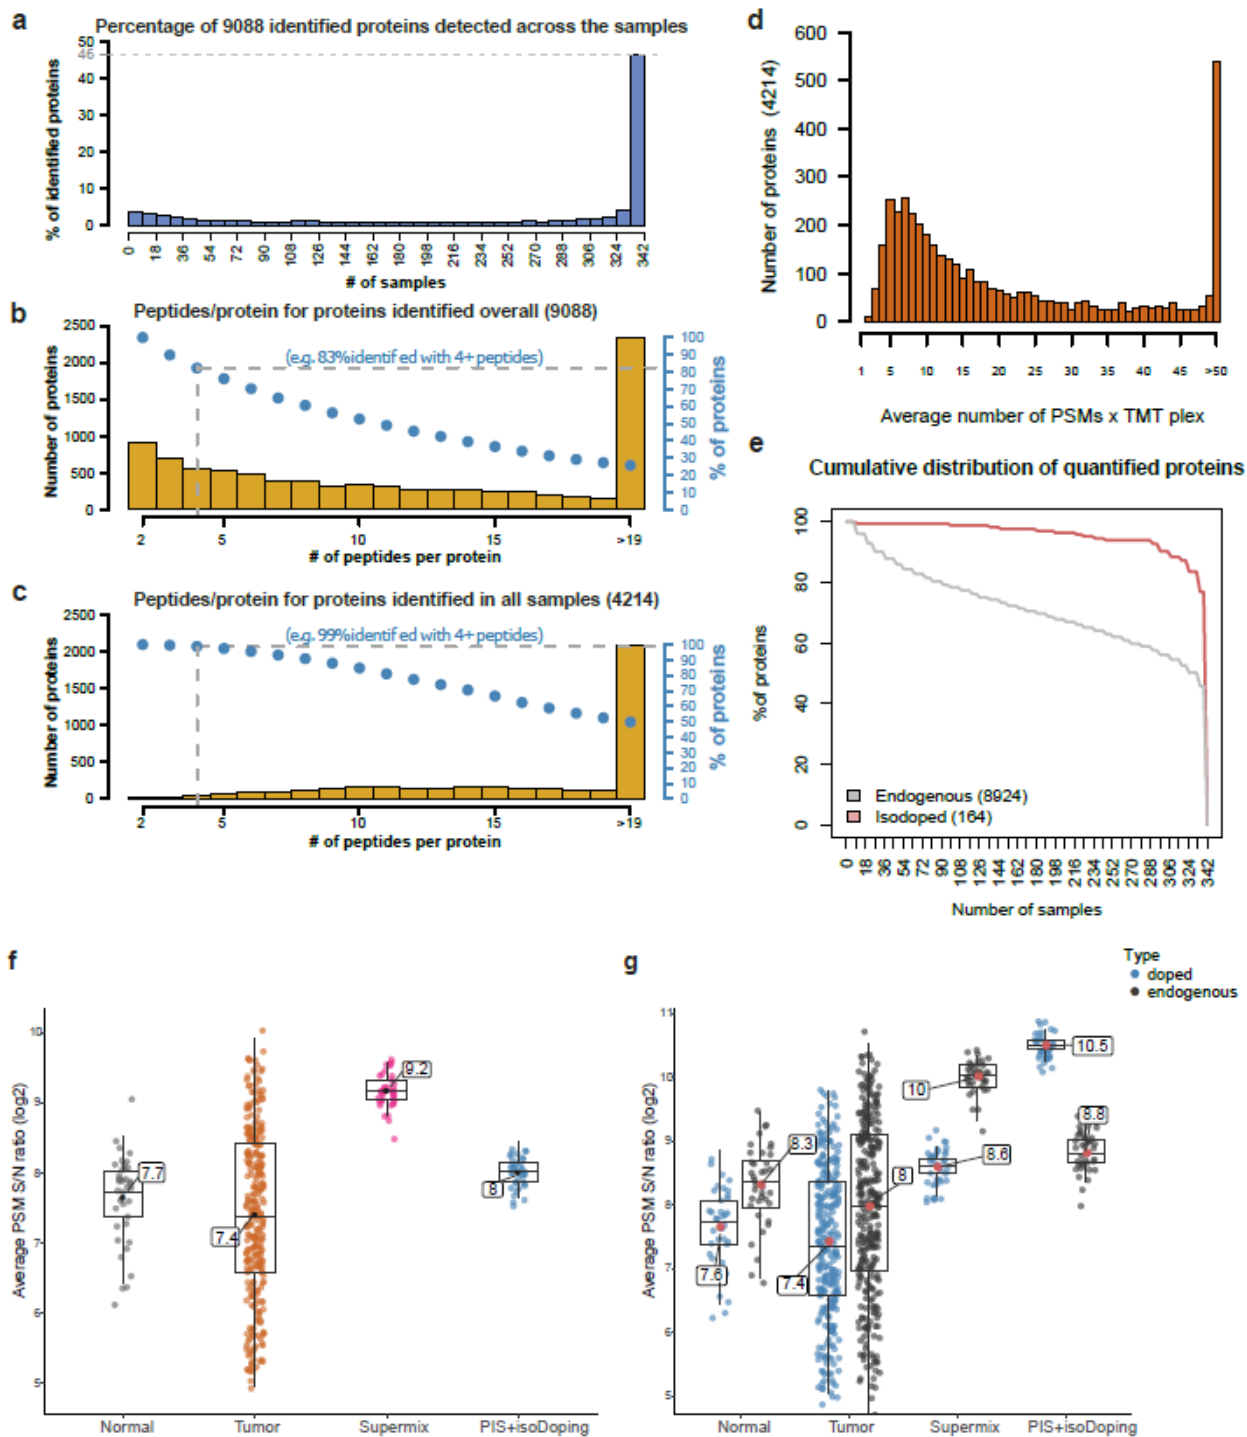 a
Percentage of 9088 identified proteins detected across the samples
50
46
40
30
20
10
0
% of identified proteins
0 18 36 54 72 90 108 126 144 162 180 198 216 234 252 270 288 306 324 342
# of samples
b
Peptides/protein for proteins identified overall (9088)
(e.g. 83%identifed with 4+ peptides)
2500
2000
1500
1000
500
0
Number of proteins
100
90
80
70
60
50
40
30
20
10
0
% of proteins
2 5 10 15 >19
# of peptides per protein
c
Peptides/protein for proteins identified in all samples (4214)
(e.g. 99%identifed with 4+ peptides)
2500
2000
1500
1000
500
0
Number of proteins
100
90
80
70
60
50
40
30
20
10
0
% of proteins
2 5 10 15 >19
# of peptides per protein
d
600
500
400
300
200
100
0
Number of proteins (4214)
1 5 10 15 20 25 30 35 40 45 >50
Average number of PSMs x TMT plex
e
Cumulative distribution of quantified proteins
100
80
60
40
20
0
%of proteins
Endogenous (8924)
Isodoped (164)
0 18 36 54 72 90 108 126 144 162 180 198 216 234 252 270 288 306 324 342
Number of samples
f
10
9
8
7
6
5
Average PSM S/N ratio (log2)
7.7
7.4
9.2
8
Normal Tumor Supermix PIS+isoDoping
g
Type
doped
endogenous
11
10
9
8
7
6
5
Average PSM S/N ratio (log2)
7.6
8.3
7.4
8
10
8.6
10.5
8.8
Normal Tumor Supermix PIS+isoDoping